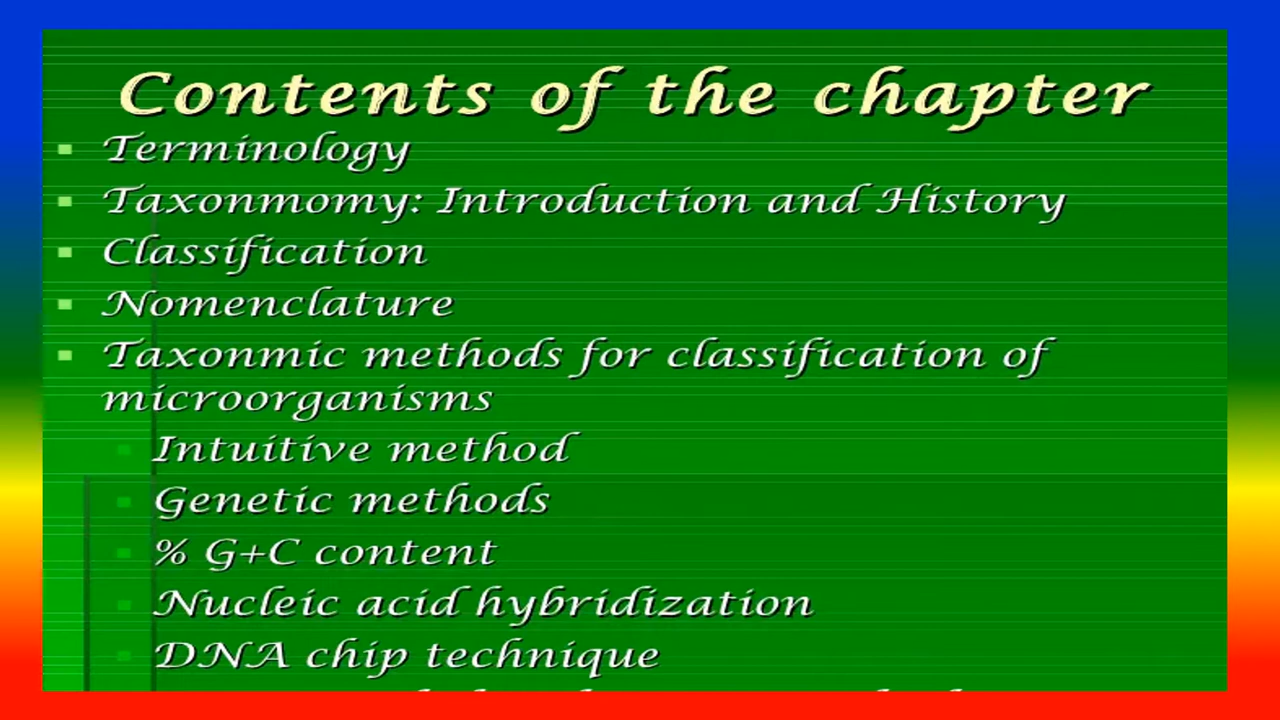 Contents of the chapter
Terminology
Taxonmomy: Introduction and History
Classification
Nomenclature
Taxonmic methods for classification of
microorganisms
Intuitive method
Genetic methods
% G+C content
Nucleic acid hybridization
DNA chip technique